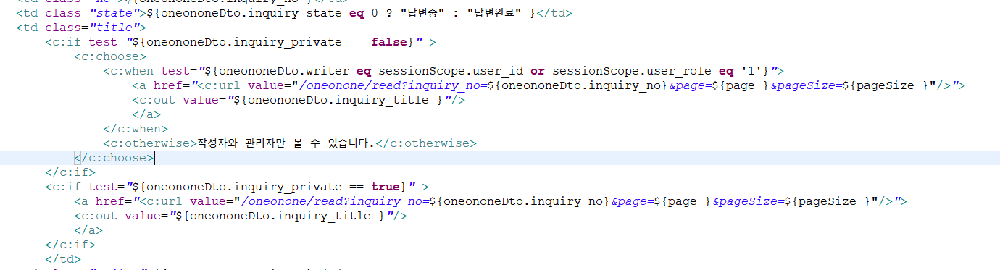 <td class="state">${oneononeDto.inquiry_state eq 0 ? "답변중" : "답변완료" }</td>
<td class="title">
<c:if test="${oneononeDto.inquiry_private == false}" >
<c:choose>
<c:when test="${oneononeDto.writer eq sessionScope.user_id or sessionScope.user_role eq '1'}">
<a href="<c:url value="/oneonone/read?inquiry_no=${oneononeDto.inquiry_no}&page=${page }&pageSize=${pageSize }"/>">
<c:out value="${oneononeDto.inquiry_title }"/>
</a>
</c:when>
<c:otherwise>작성자와 관리자만 볼 수 있습니다.</c:otherwise>
</c:choose>
</c:if>
<c:if test="${oneononeDto.inquiry_private == true}" >
<a href="<c:url value="/oneonone/read?inquiry_no=${oneononeDto.inquiry_no}&page=${page }&pageSize=${pageSize }"/>">
<c:out value="${oneononeDto.inquiry_title }"/>
</a>
</c:if>
</td>